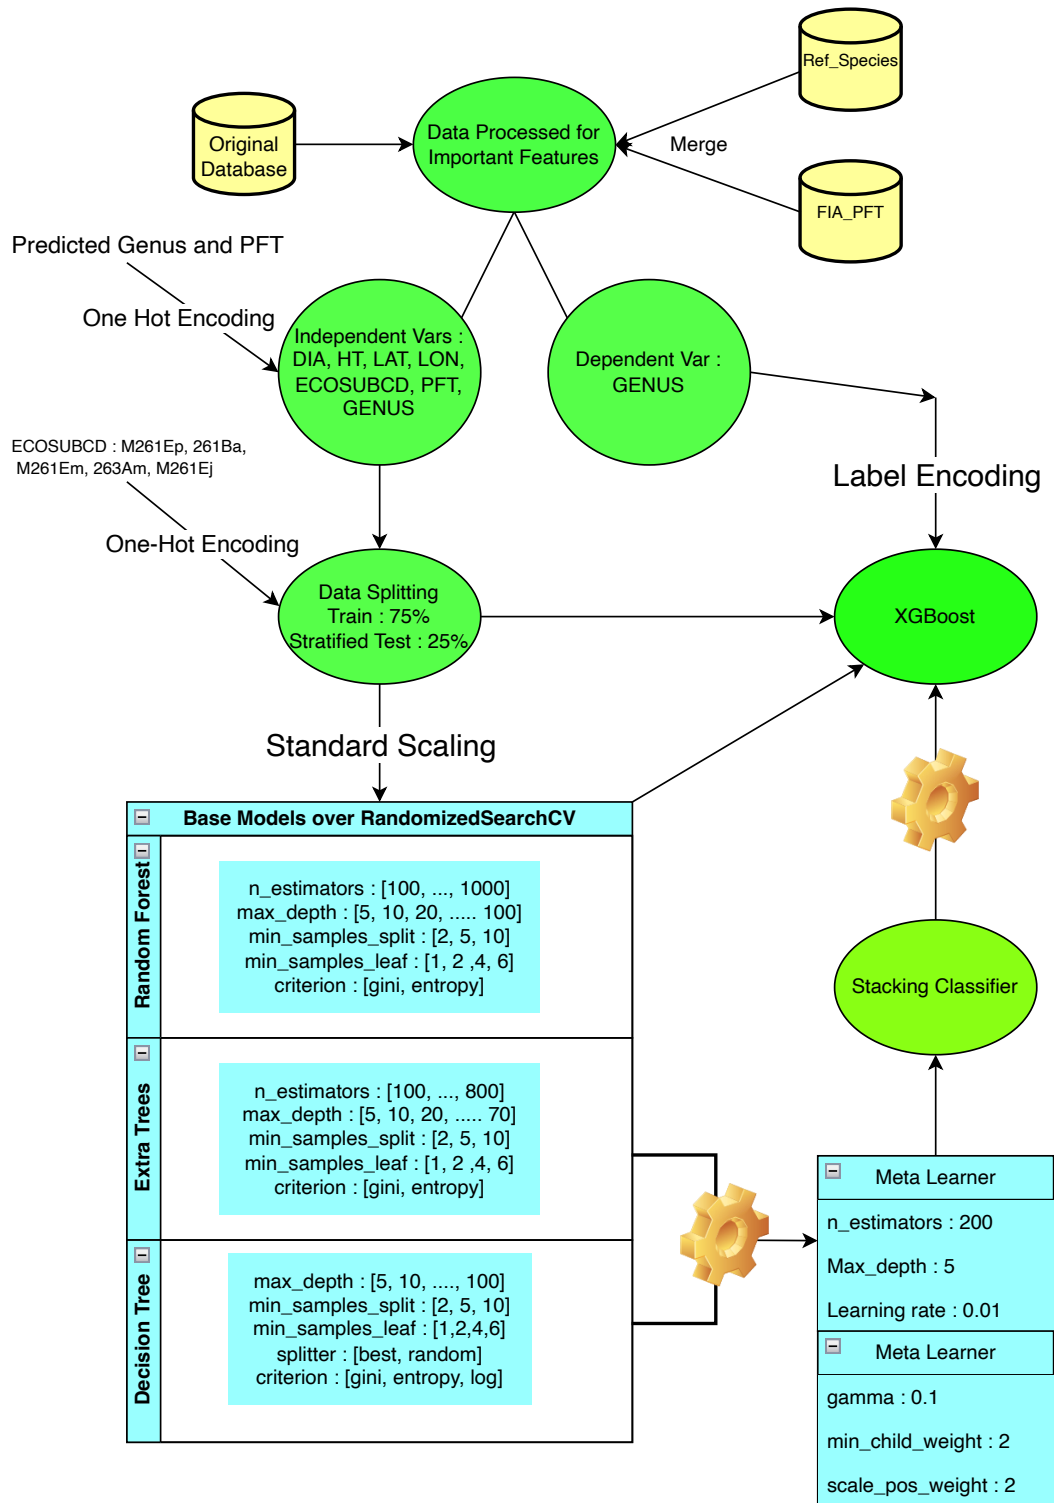 Ref_Species
Original
Database
Data Processed for
Important Features
Merge
FIA_PFT
Predicted Genus and PFT
One Hot Encoding
Independent Vars :
DIA, HT, LAT, LON,
ECOSUBCD, PFT,
GENUS
Dependent Var :
GENUS
ECOSUBCD : M261Ep, 261Ba,
M261Em, 263Am, M261Ej
One-Hot Encoding
Label Encoding
Data Splitting
Train : 75%
Stratified Test : 25%
XGBoost
Standard Scaling
Base Models over RandomizedSearchCV
Random Forest
n_estimators : [100, ..., 1000]
max_depth : [5, 10, 20, ..... 100]
min_samples_split : [2, 5, 10]
min_samples_leaf : [1, 2 ,4, 6]
criterion : [gini, entropy]
Stacking Classifier
Extra Trees
n_estimators : [100, ..., 800]
max_depth : [5, 10, 20, ..... 70]
min_samples_split : [2, 5, 10]
min_samples_leaf : [1, 2 ,4, 6]
criterion : [gini, entropy]
Decision Tree
max_depth : [5, 10, ...., 100]
min_samples_split : [2, 5, 10]
min_samples_leaf : [1,2,4,6]
splitter : [best, random]
criterion : [gini, entropy, log]
Meta Learner
n_estimators : 200
Max_depth : 5
Learning rate : 0.01
Meta Learner
gamma : 0.1
min_child_weight : 2
scale_pos_weight : 2